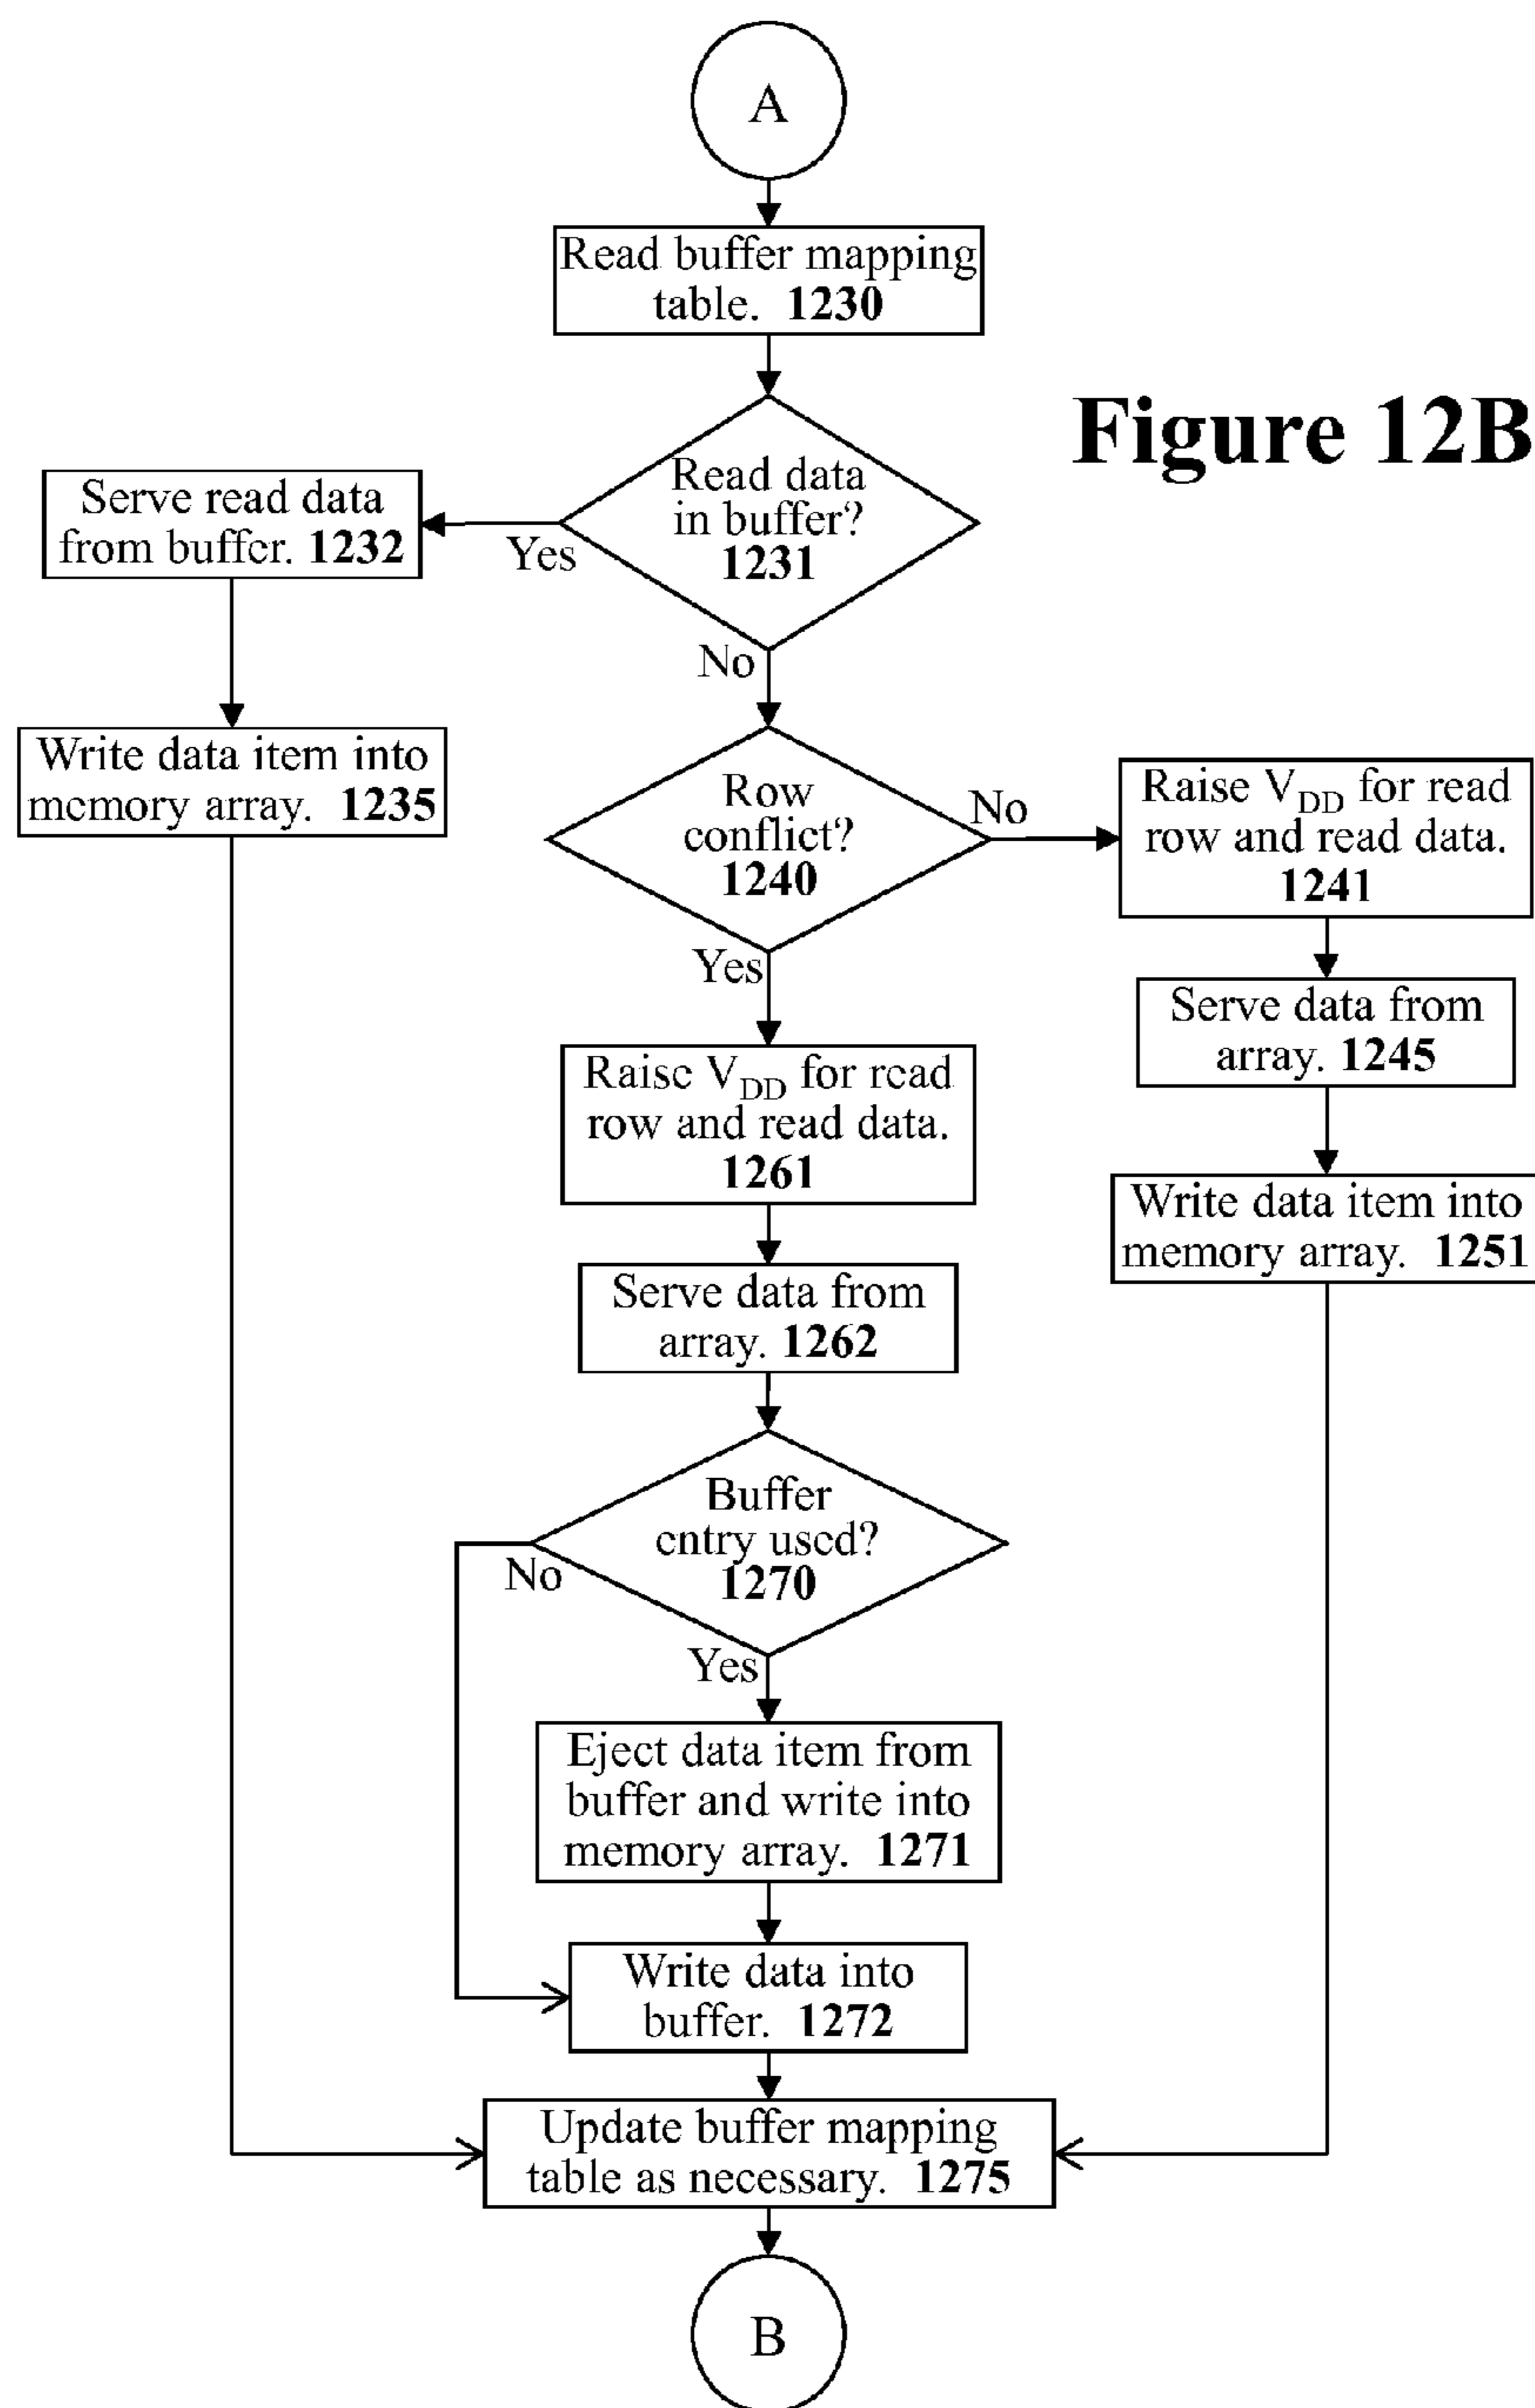 A
Read buffer mapping
table. 1230
Figure 12B
Read data
in buffer?
1231
Serve read data
from buffer. 1232
Yes
No
Write data item into
memory array. 1235
Row
conflict?
1240
No
Raise VDD for read
row and read data.
1241
Yes
Serve data from
array. 1245
Raise VDD for read
row and read data.
1261
Write data item into
memory array. 1251
Serve data from
array. 1262
Buffer
entry used?
1270
No
Yes
Eject data item from
buffer and write into
memory array. 1271
Write data into
buffer. 1272
Update buffer mapping
table as necessary. 1275
B